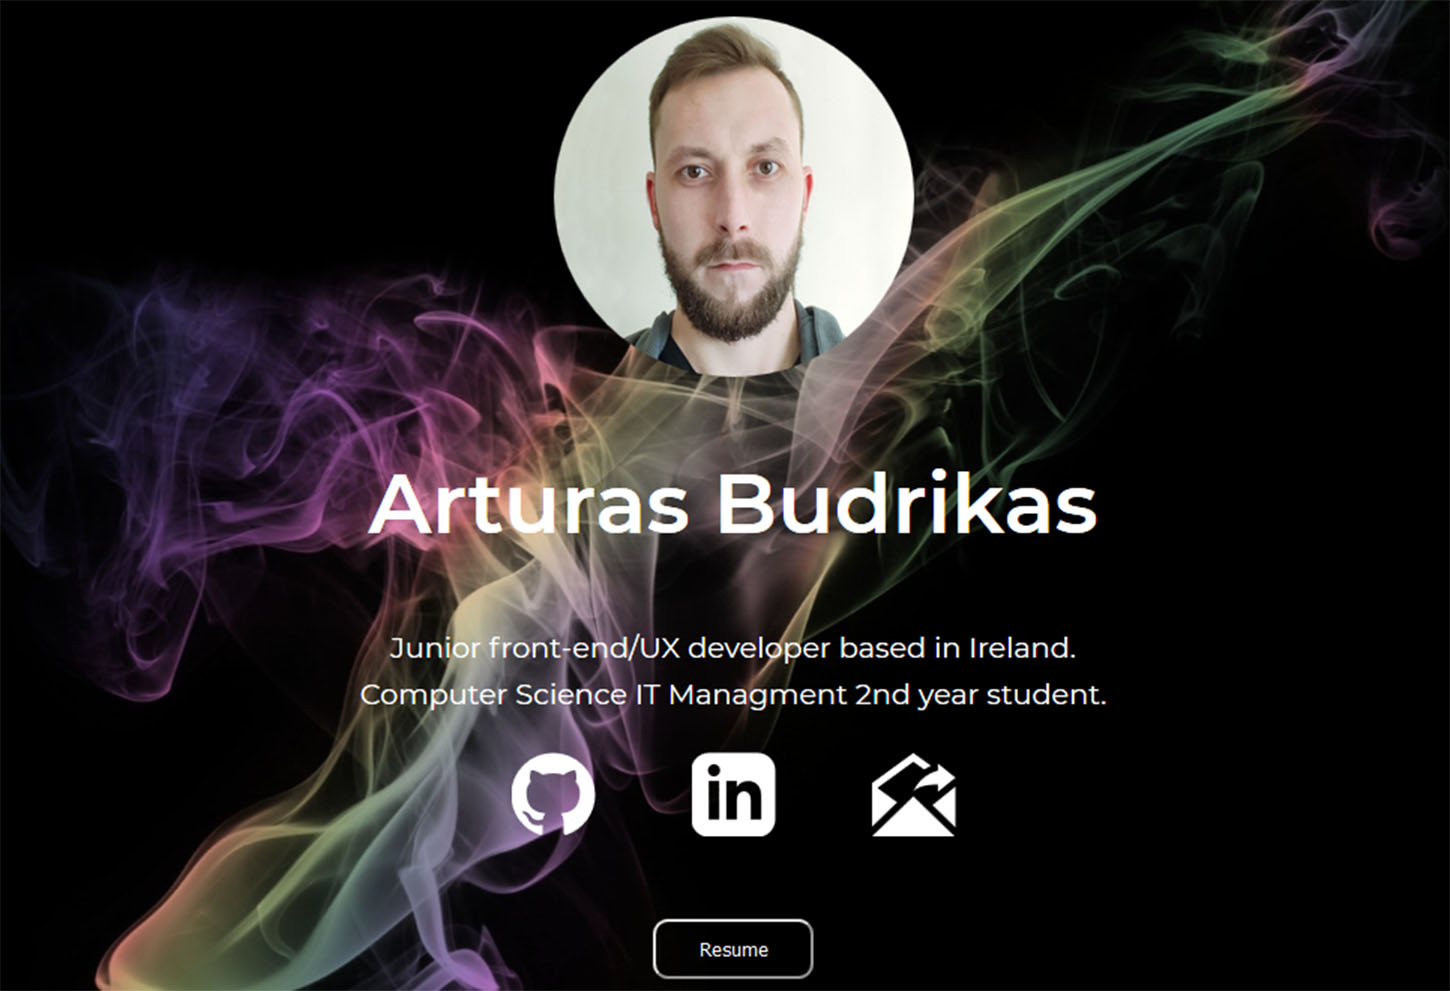 Arturas Budrikas
Junior front-end/UX developer based in Ireland.
Computer Science IT Managment 2nd year student.
in
Resume